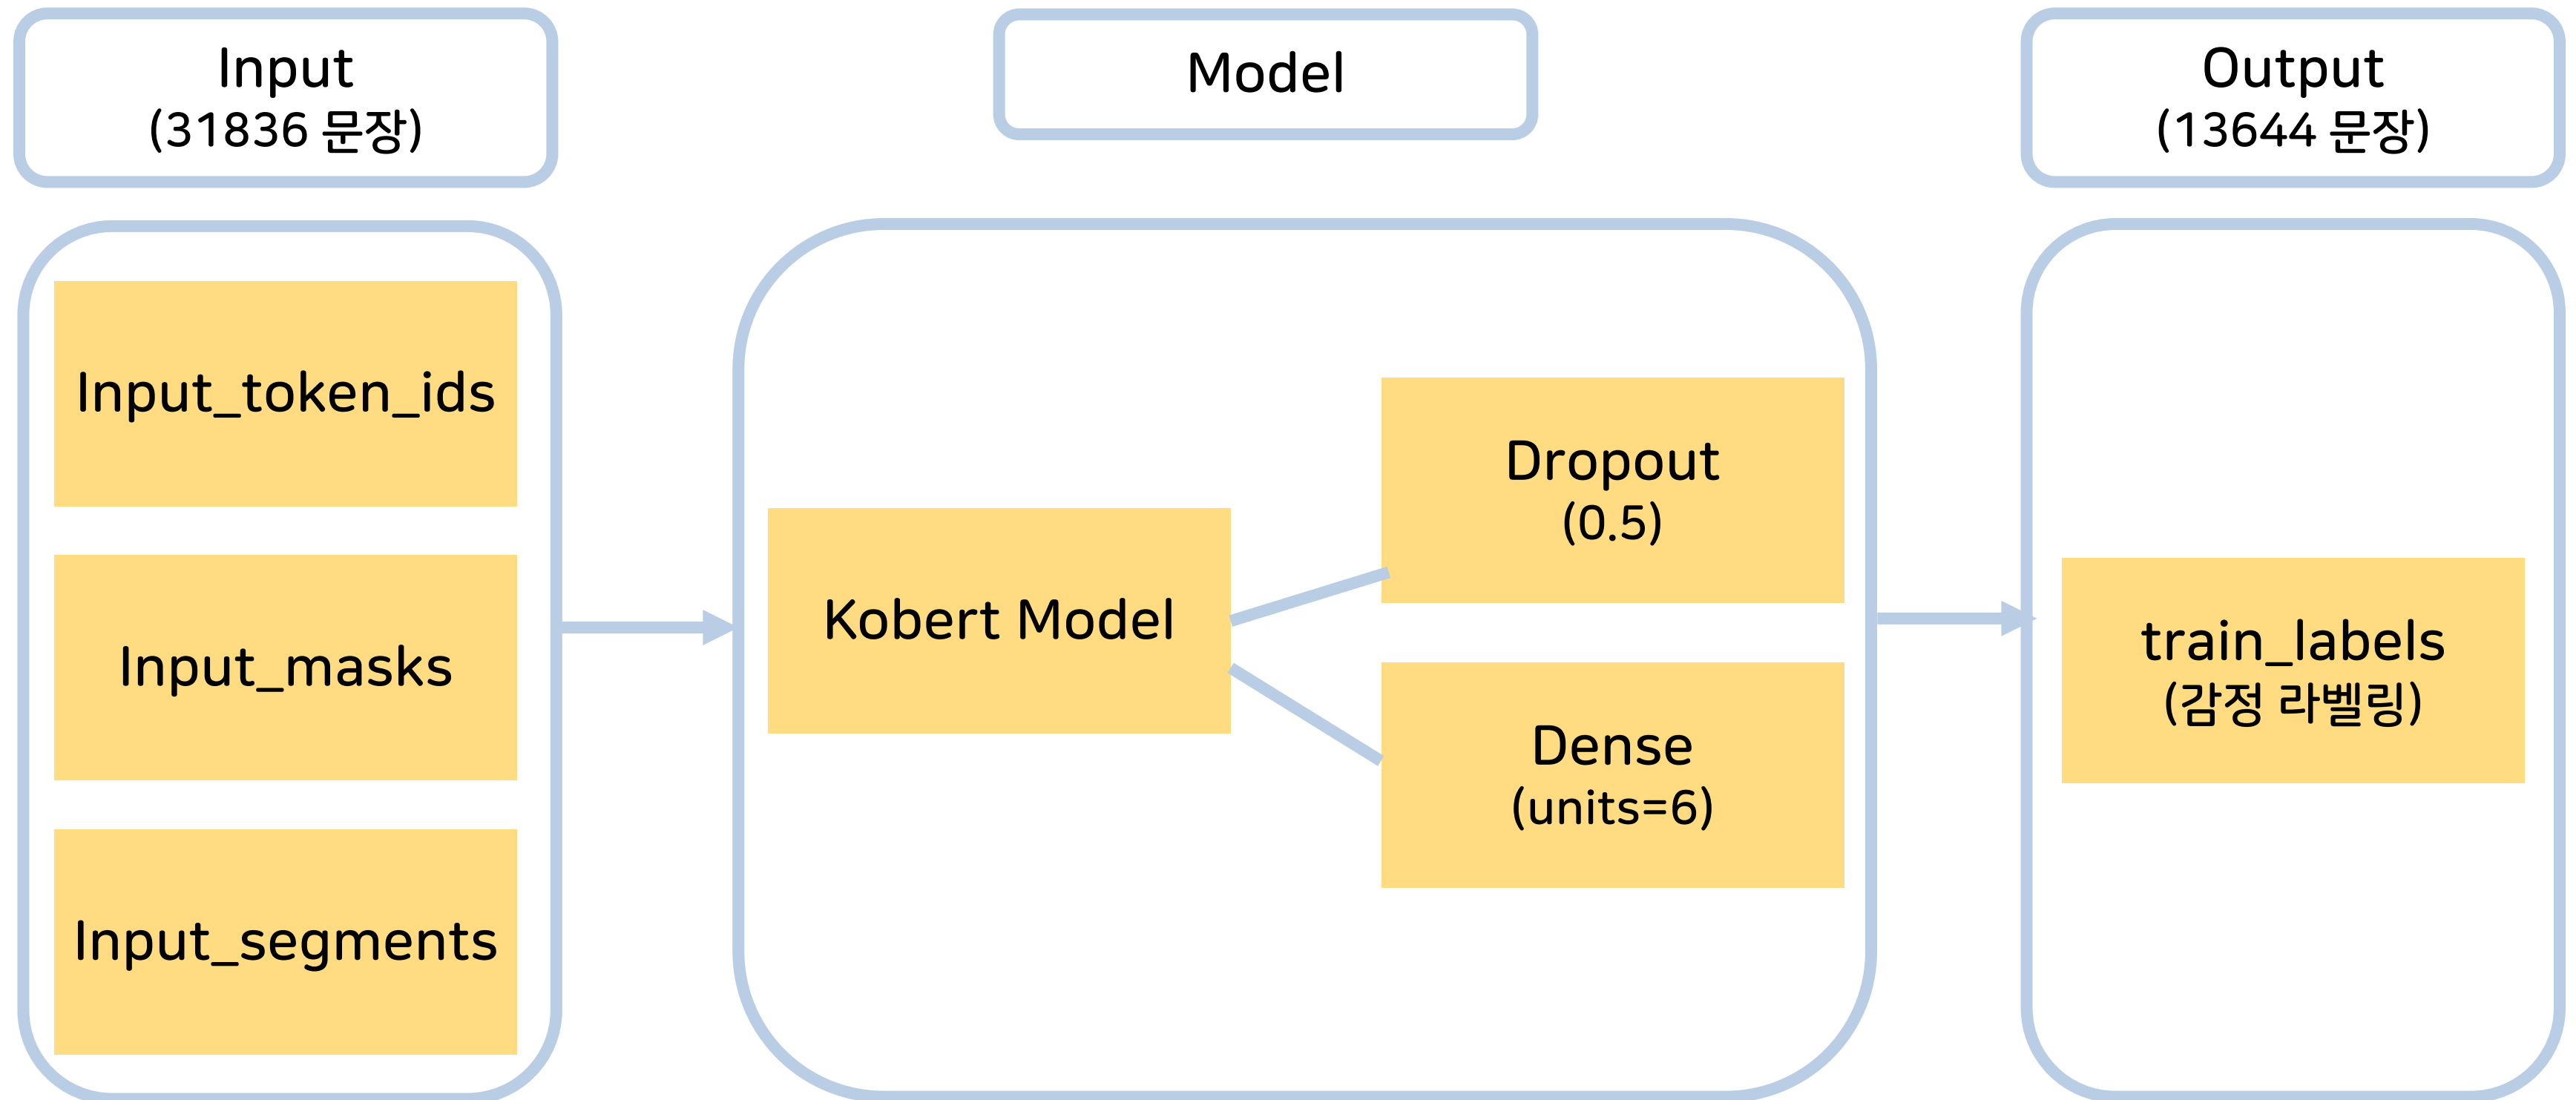 Input
(31836 문장)
Model
Output
(13644 문장)
Input_token_ids
Input_masks
Input_segments
Kobert Model
Dropout
(0.5)
Dense
(units=6)
train_labels
(감정 라벨링)